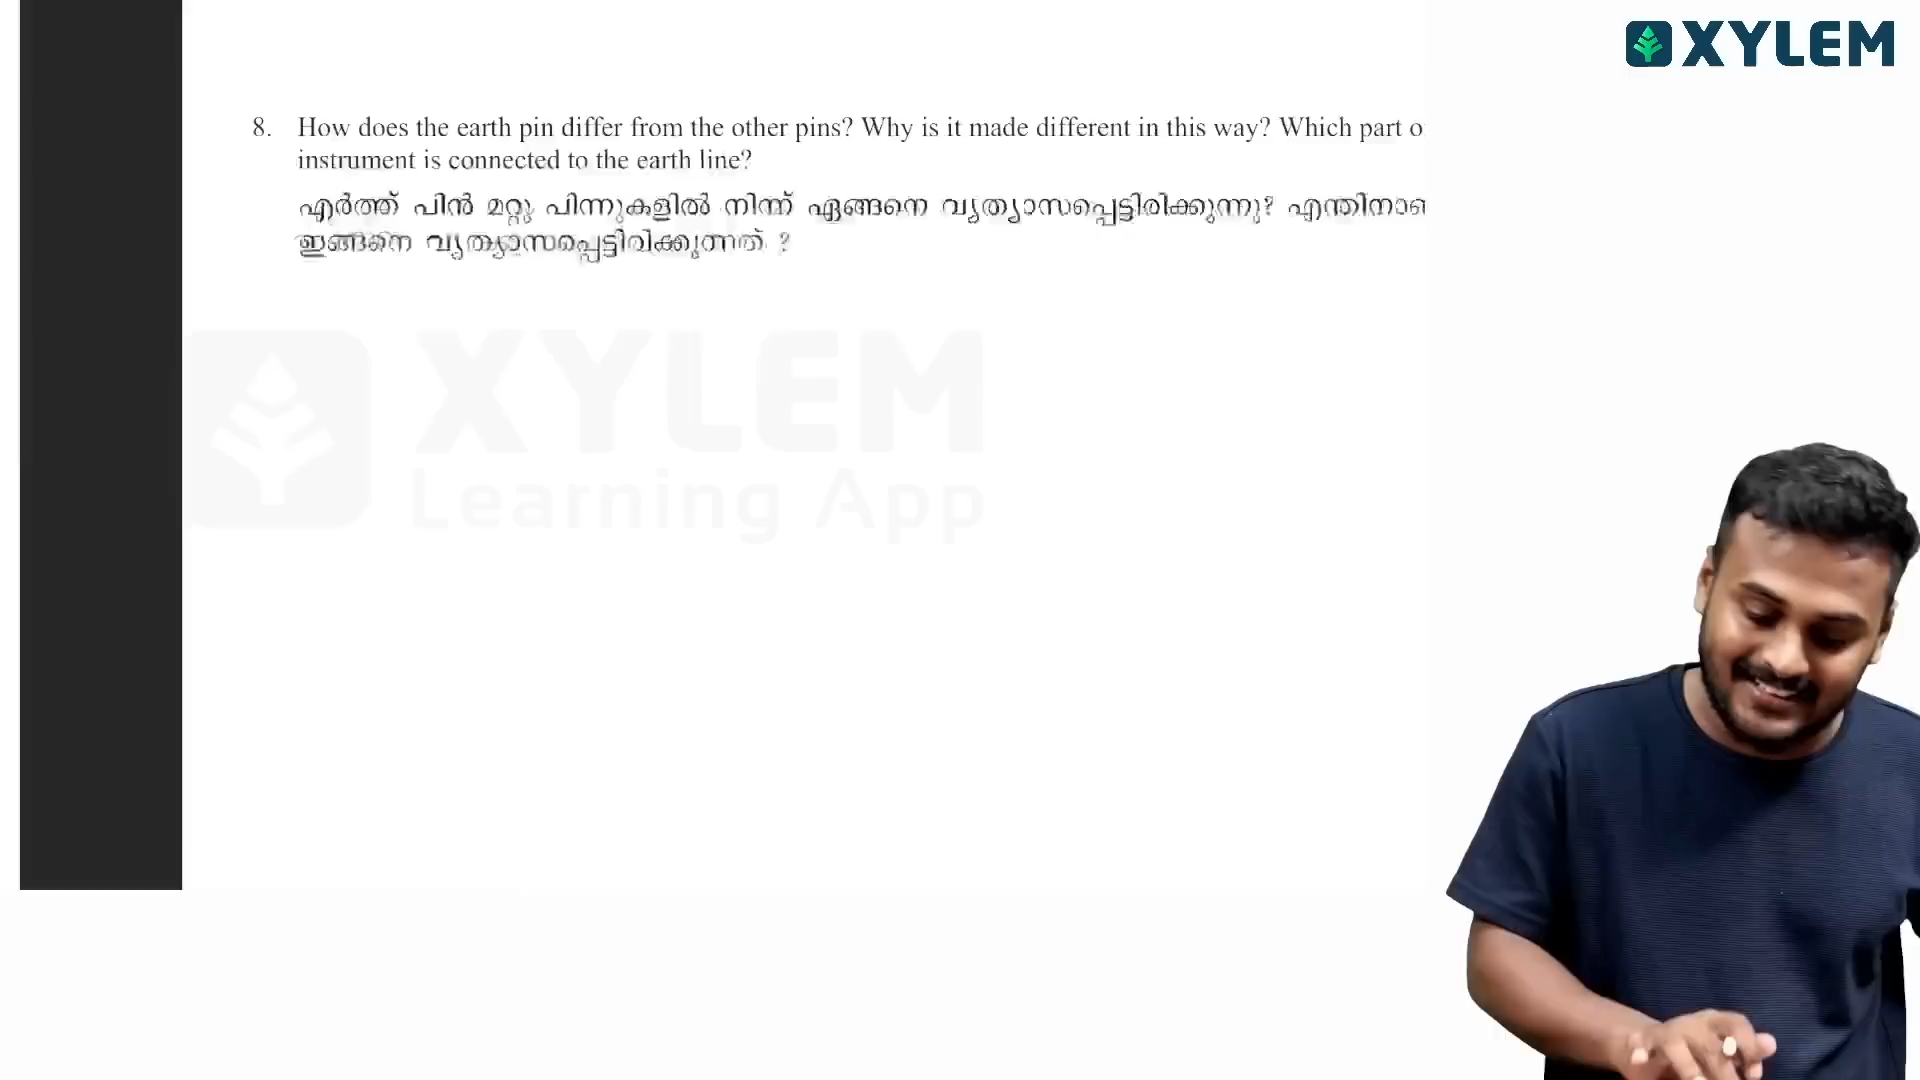 XYLEM
8. How does the earth pin differ from the other pins? Why is it made different in this way? Which part o
instrument is connected to the earth line?
എർത്ത് പിൻ മറ്റു പിന്നുകളിൽ നിന്ന് ഏങ്ങനെ വ്യത്യാസപ്പെട്ടിരിക്കുന്നു? എന്തിനാണ
ഇങ്ങനെ വ്യത്യാസപ്പെട്ടിരിക്കുന്നത് ?
XYLEM
Learning App